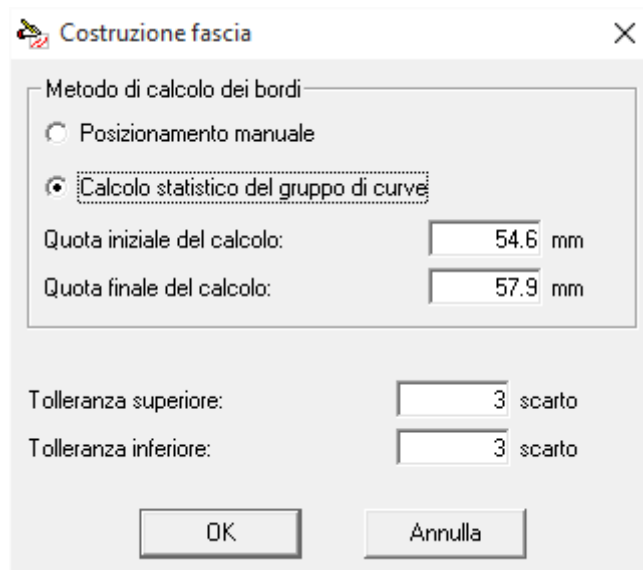 Costruzione fascia
Metodo di calcolo dei bordi
Posizionamento manuale
Calcolo statistico del gruppo di curve
Quota iniziale del calcolo: 54.6 mm
Quota finale del calcolo: 57.9 mm
Tolleranza superiore: 3 scarto
Tolleranza inferiore: 3 scarto
OK Annulla